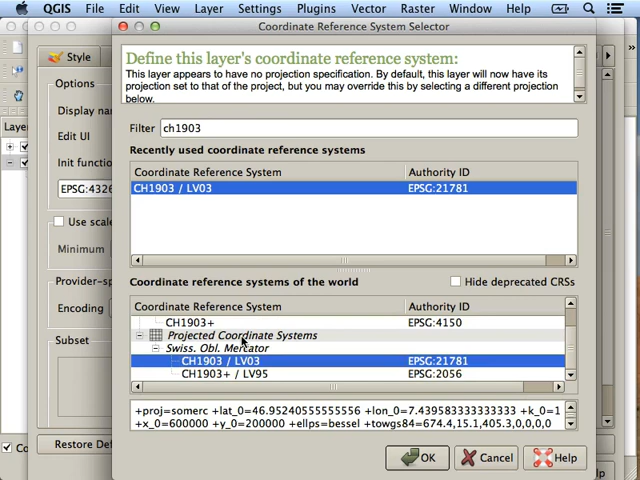 QGIS File Edit View Layer Settings Plugins Vector Raster Window Help
Coordinate Reference System Selector
Define this layer's coordinate reference system:
This layer appears to have no projection specification. By default, this layer will now have its
projection set to that of the project, but you may override this by selecting a different projection
below.
Style
Options
Display na
Edit UI
Init functio
EPSG:4326
Use scale
Minimum
Provider-s
Encoding
Subset
Restore Def
Layer
Co
Filter ch1903
Recently used coordinate reference systems
Coordinate Reference System Authority ID
CH1903 / LV03 EPSG:21781
Coordinate reference systems of the world Hide deprecated CRSs
Coordinate Reference System Authority ID
CH1903+ EPSG:4150
Projected Coordinate Systems
Swiss. Obl. Mercator
CH1903 / LV03 EPSG:21781
CH1903+ / LV95 EPSG:2056
+proj=somerc +lat_0=46.95240555555556 +lon_0=7.439583333333333 +k_0=1
+x_0=600000 +y_0=200000 +ellps=bessel +towgs84=674.4,15.1,405.3,0,0,0,0
OK Cancel Help